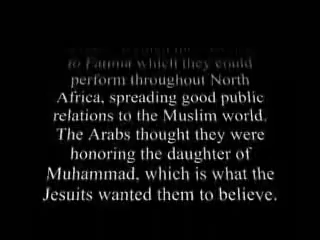 to Fatima which they could
perform throughout North
Africa, spreading good public
relations to the Muslim world.
The Arabs thought they were
honoring the daughter of
Muhammad, which is what the
Jesuits wanted them to believe.